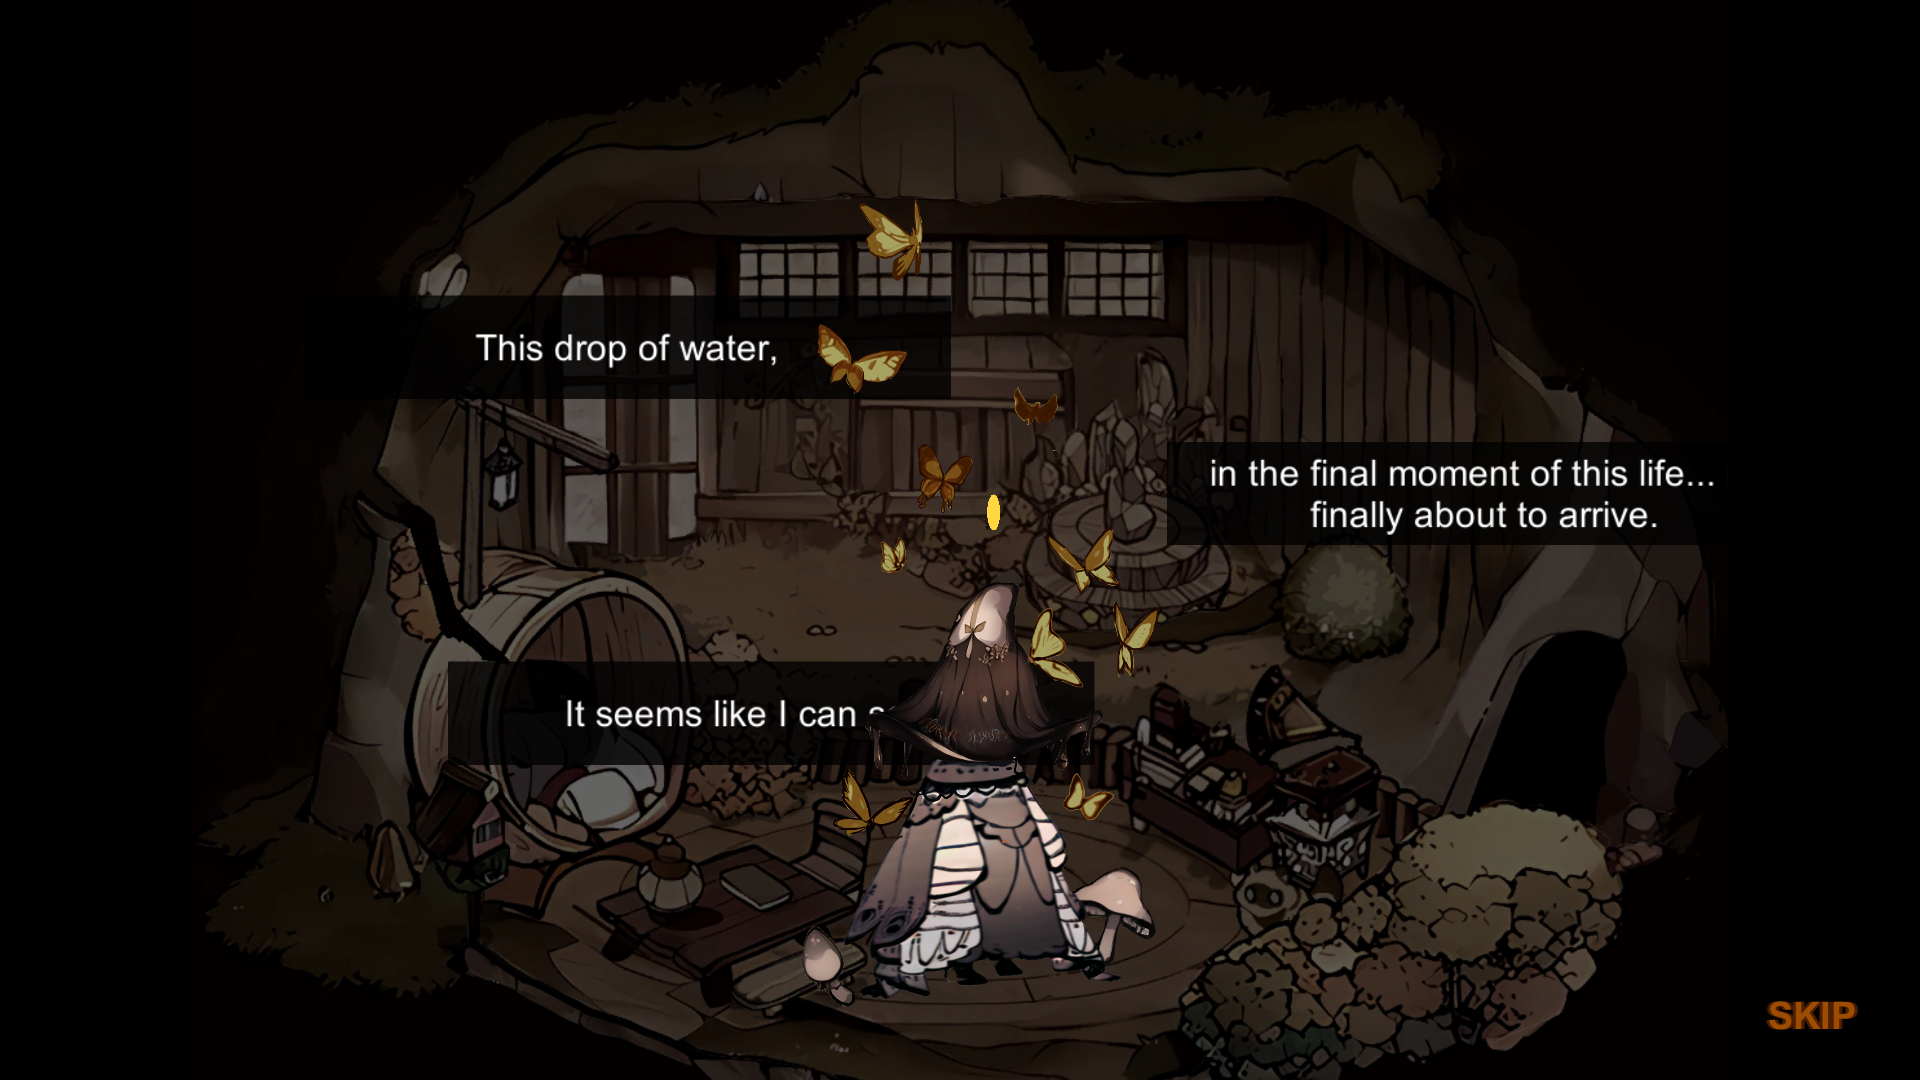 This drop of water,
in the final moment of this life...
finally about to arrive.
It seems like I can
SKIP